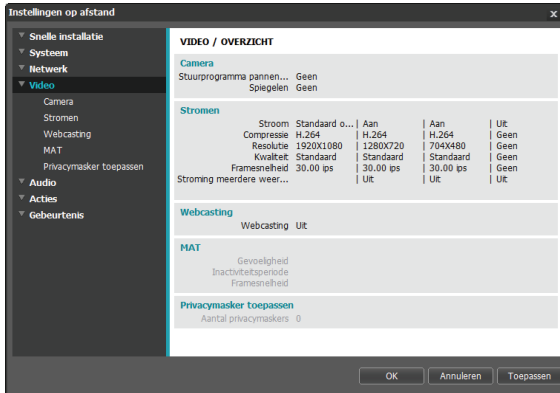 Instellingen op afstand x
Snelle installatie
Systeem
Netwerk
Video
Camera
Stromen
Webcasting
MAT
Privacymasker toepassen
Audio
Acties
Gebeurtenis
VIDEO / OVERZICHT
Camera
Stuurprogramma pannen... Geen
Spiegelen Geen
Stromen
Stroom Standaard o... | Aan | Aan | Uit
Compressie H.264 | H.264 | H.264 | Geen
Resolutie 1920X1080 | 1280X720 | 704X480 | Geen
Kwaliteit Standaard | Standaard | Standaard | Geen
Framesnelheid 30.00 ips | 30.00 ips | 30.00 ips | Geen
Stroming meerdere weer... | Uit | Uit | Uit
Webcasting
Webcasting Uit
MAT
Gevoeligheid
Inactiviteitsperiode
Framesnelheid
Privacymasker toepassen
Aantal privacymaskers 0
OK Annuleren Toepassen